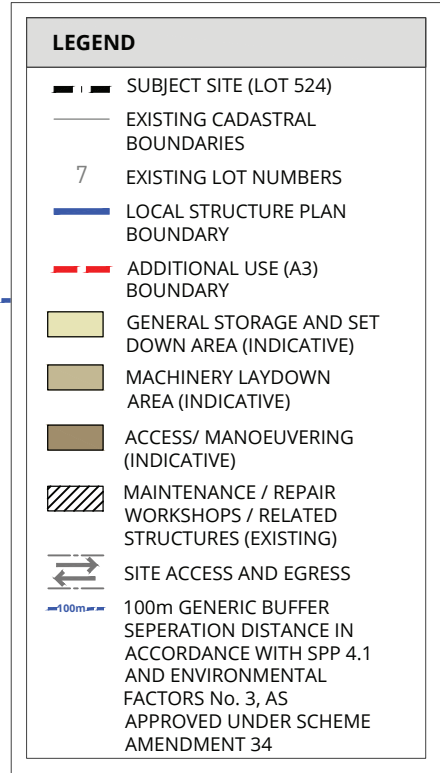 LEGEND
SUBJECT SITE (LOT 524)
EXISTING CADASTRAL
BOUNDARIES
7 EXISTING LOT NUMBERS
LOCAL STRUCTURE PLAN
BOUNDARY
ADDITIONAL USE (A3)
BOUNDARY
GENERAL STORAGE AND SET
DOWN AREA (INDICATIVE)
MACHINERY LAYDOWN
AREA (INDICATIVE)
ACCESS/ MANOEUVERING
(INDICATIVE)
MAINTENANCE / REPAIR
WORKSHOPS / RELATED
STRUCTURES (EXISTING)
SITE ACCESS AND EGRESS
100m 100m GENERIC BUFFER
SEPERATION DISTANCE IN
ACCORDANCE WITH SPP 4.1
AND ENVIRONMENTAL
FACTORS No. 3, AS
APPROVED UNDER SCHEME
AMENDMENT 34